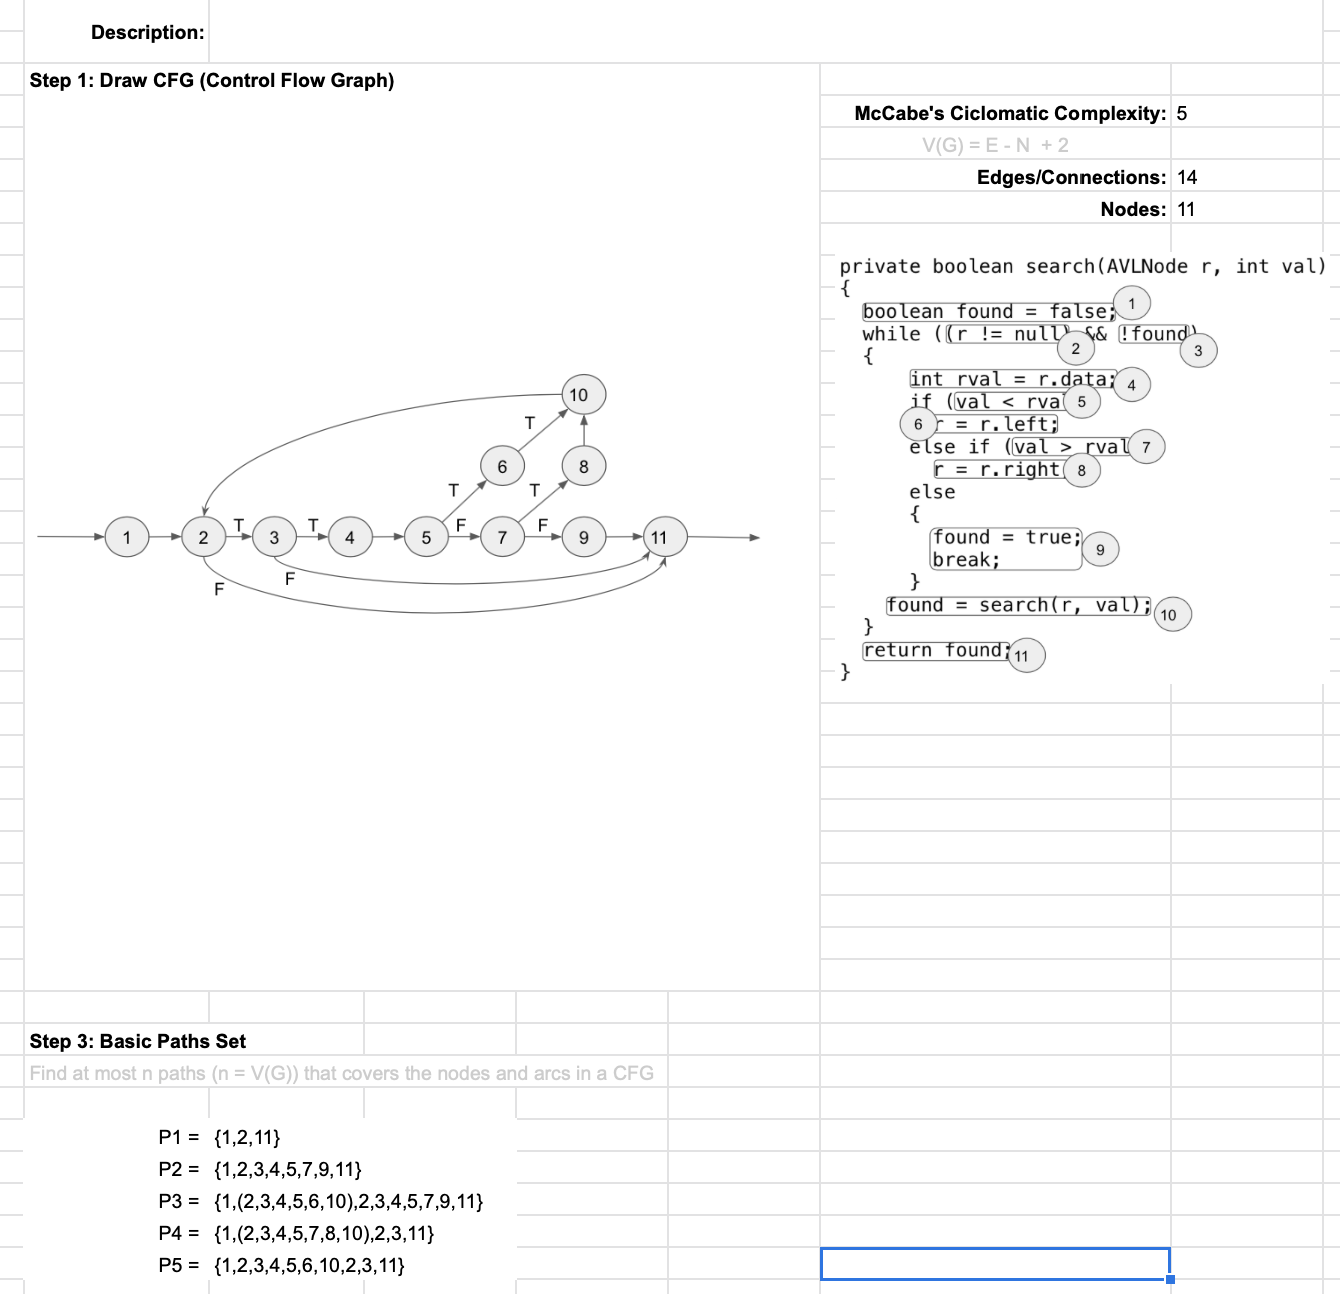 Description:
Step 1: Draw CFG (Control Flow Graph)
McCabe's Ciclomatic Complexity: 5
V(G) = E - N + 2
Edges/Connections: 14
Nodes: 11
private boolean search(AVLNode r, int val)
{
boolean found = false; 1
while ((r != null) && !found)
2 3
{
int rval = r.data; 4
if (val < rva 5
6 r = r.left;
else if (val > rval 7
r = r.right 8
else
{
found = true;
break; 9
}
found = search(r, val); 10
}
return found; 11
}
10
T
6 8
T T
1 2 T 3 T 4 5 F 7 F 9 11
F F
Step 3: Basic Paths Set
Find at most n paths (n = V(G)) that covers the nodes and arcs in a CFG
P1 = {1,2,11}
P2 = {1,2,3,4,5,7,9,11}
P3 = {1,(2,3,4,5,6,10),2,3,4,5,7,9,11}
P4 = {1,(2,3,4,5,7,8,10),2,3,11}
P5 = {1,2,3,4,5,6,10,2,3,11}